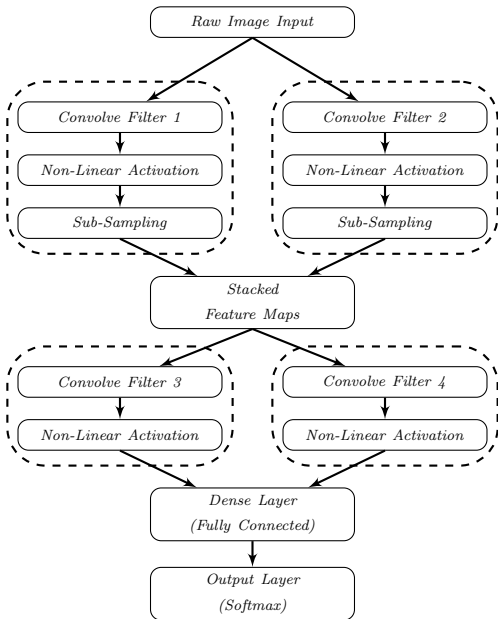 Raw Image Input
Convolve Filter 1
Convolve Filter 2
Non-Linear Activation
Non-Linear Activation
Sub-Sampling
Sub-Sampling
Stacked
Feature Maps
Convolve Filter 3
Convolve Filter 4
Non-Linear Activation
Non-Linear Activation
Dense Layer
(Fully Connected)
Output Layer
(Softmax)